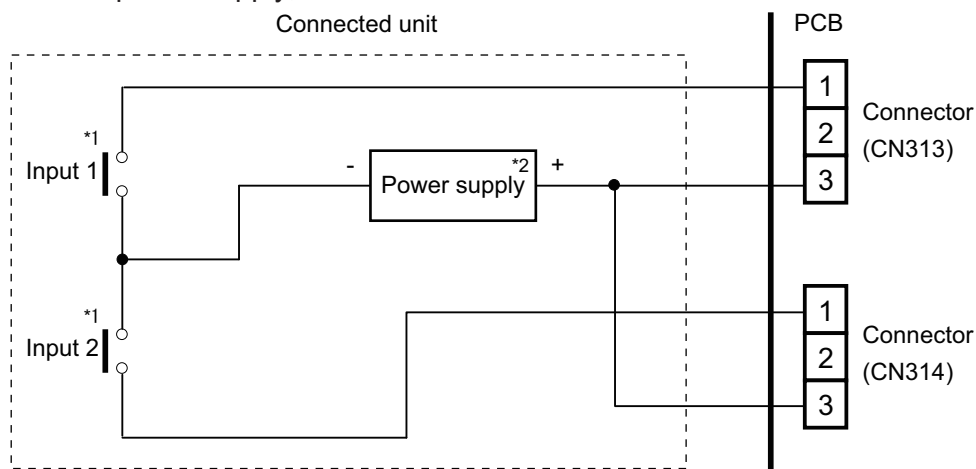 Connected unit
PCB
*1
Input 1
- Power supply *2 +
1
2
3
Connector
(CN313)
*1
Input 2
1
2
3
Connector
(CN314)